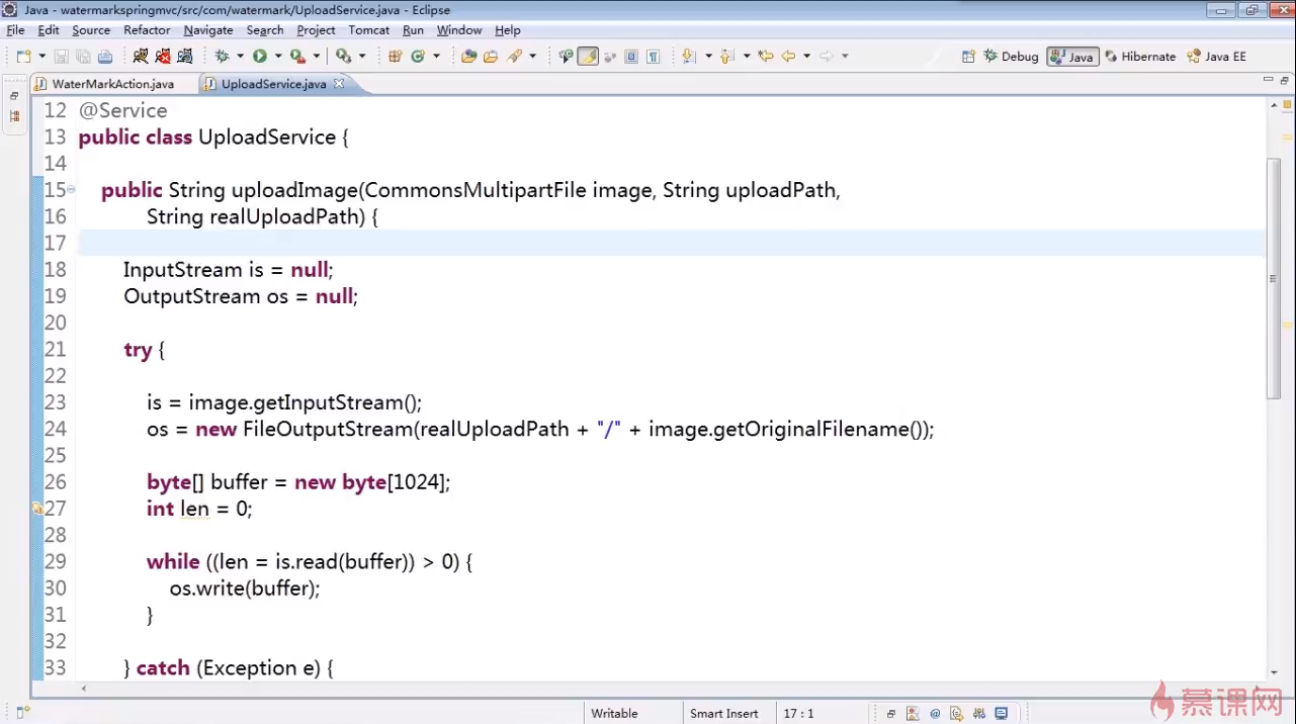 Java - watermarkspringmvc/src/com/watermark/UploadService.java - Eclipse
File Edit Source Refactor Navigate Search Project Tomcat Run Window Help
Debug Java Hibernate Java EE
WaterMarkAction.java UploadService.java
12 @Service
13 public class UploadService {
14
15 public String uploadImage(CommonsMultipartFile image, String uploadPath,
16 String realUploadPath) {
17
18 InputStream is = null;
19 OutputStream os = null;
20
21 try {
22
23 is = image.getInputStream();
24 os = new FileOutputStream(realUploadPath + "/" + image.getOriginalFilename());
25
26 byte[] buffer = new byte[1024];
27 int len = 0;
28
29 while ((len = is.read(buffer)) > 0) {
30 os.write(buffer);
31 }
32
33 } catch (Exception e) {
Writable Smart Insert 17 : 1
慕课网